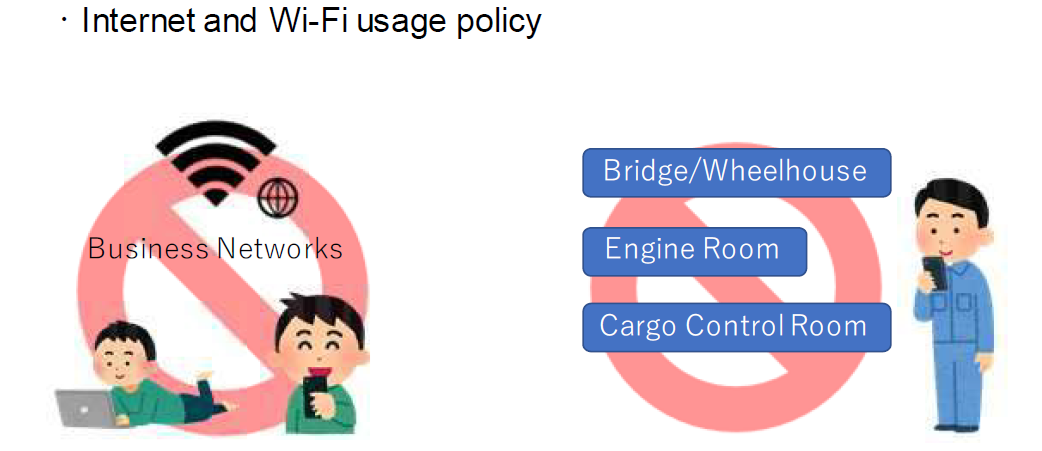 ・Internet and Wi-Fi usage policy
Business Networks
Bridge/Wheelhouse
Engine Room
Cargo Control Room